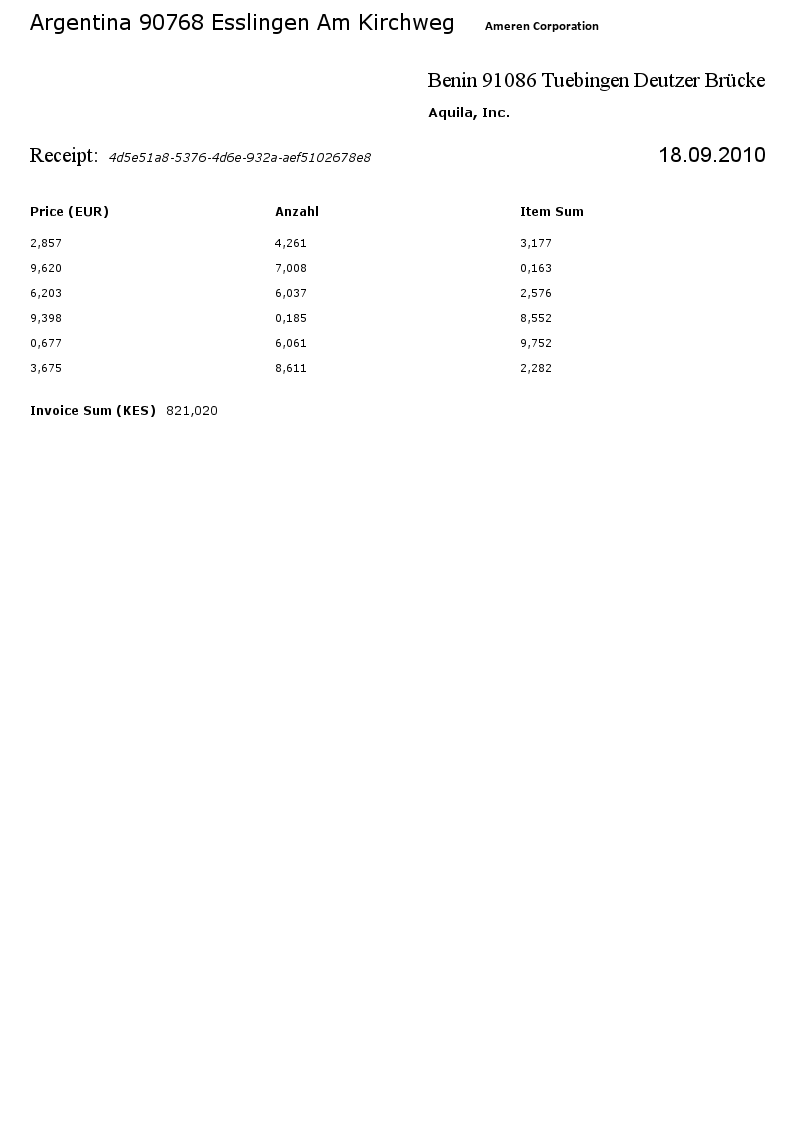 Argentina 90768 Esslingen Am Kirchweg Ameren Corporation
Benin 91086 Tuebingen Deutzer Brücke
Aquila, Inc.
Receipt: 4d5e51a8-5376-4d6e-932a-aef5102678e8 18.09.2010
Price (EUR) Anzahl Item Sum
2,857 4,261 3,177
9,620 7,008 0,163
6,203 6,037 2,576
9,398 0,185 8,552
0,677 6,061 9,752
3,675 8,611 2,282
Invoice Sum (KES) 821,020